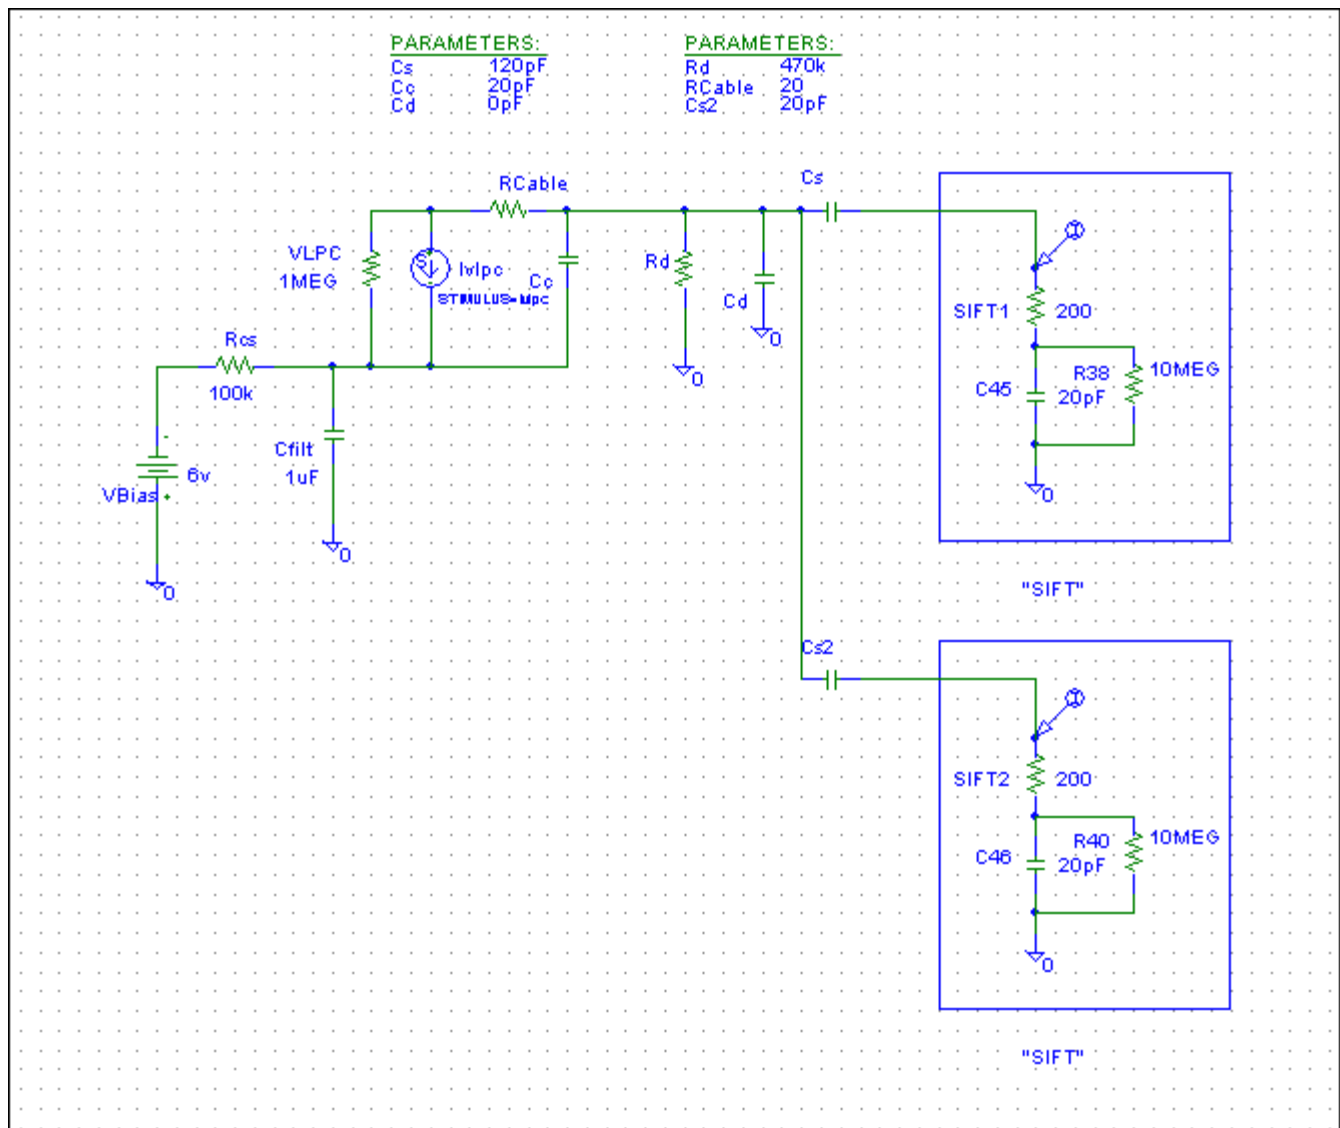 PARAMETERS: PARAMETERS:
Cs 120pF Rd 470k
Cc 20pF RCable 20
Cd 0pF Cs2 20pF
RCable Cs
VLPC Ivlpc Cc Rd
1MEG
Cd
SIFT1 200
0
Rcs
100k
0
C45 R38 10MEG
20pF
Cfilt
1uF
6v
VBias
0
0
0
"SIFT"
Cs2
SIFT2 200
C46 R40 10MEG
20pF
0
"SIFT"